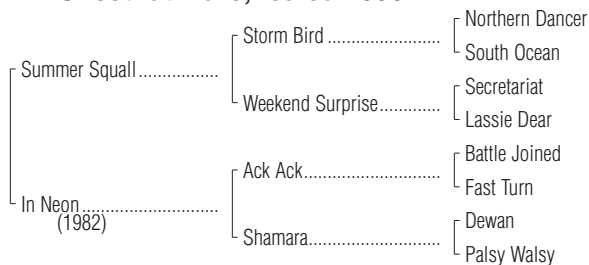 Northern Dancer
Storm Bird
South Ocean
Summer Squall
Secretariat
Weekend Surprise
Lassie Dear
Battle Joined
Ack Ack
Fast Turn
In Neon
(1982)
Dewan
Shamara
Palsy Walsy